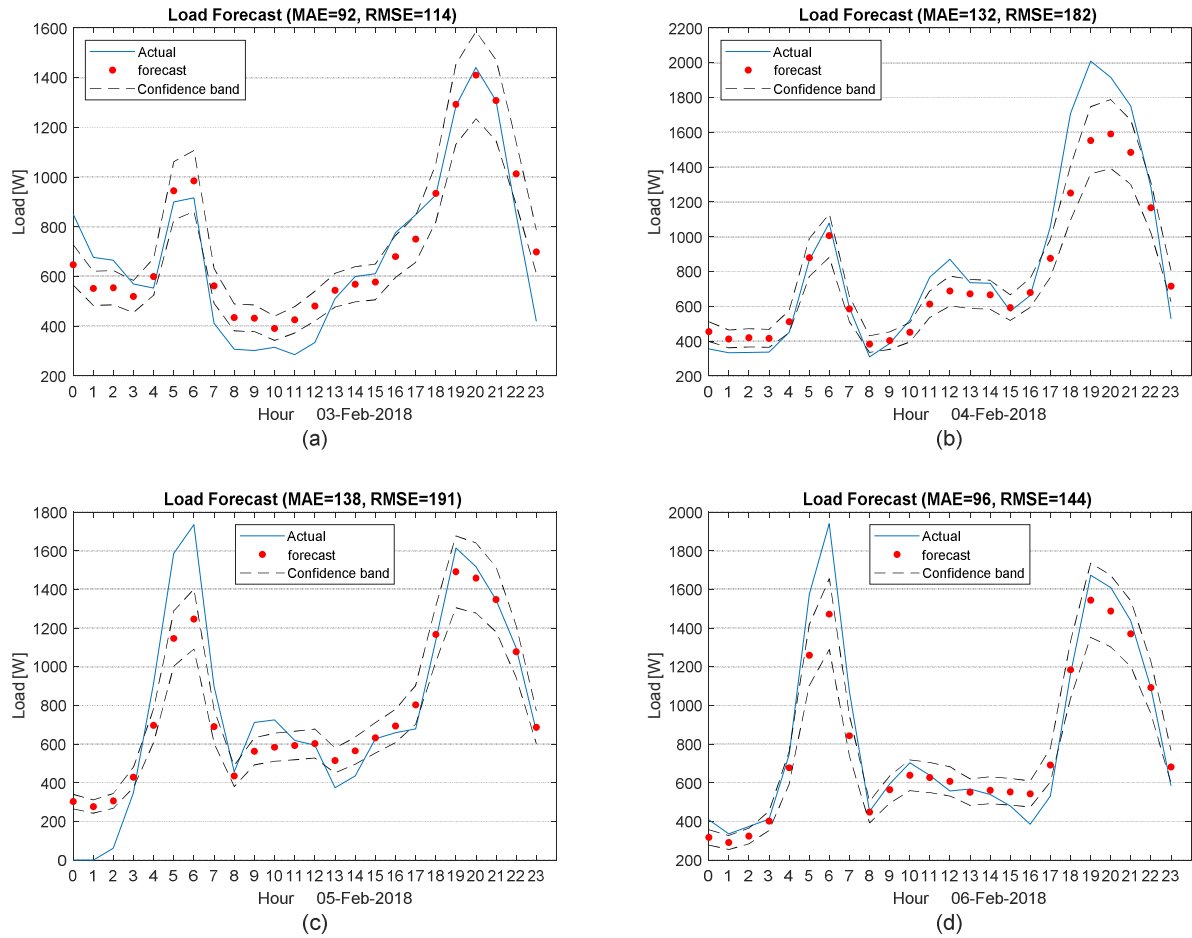 Load Forecast (MAE=92, RMSE=114)
1600
1400
1200
1000
800
600
400
200
Load [W]
Actual
forecast
Confidence band
0 1 2 3 4 5 6 7 8 9 10 11 12 13 14 15 16 17 18 19 20 21 22 23
Hour 03-Feb-2018
(a)
Load Forecast (MAE=132, RMSE=182)
2200
2000
1800
1600
1400
1200
1000
800
600
400
200
Load [W]
Actual
forecast
Confidence band
0 1 2 3 4 5 6 7 8 9 10 11 12 13 14 15 16 17 18 19 20 21 22 23
Hour 04-Feb-2018
(b)
Load Forecast (MAE=138, RMSE=191)
1800
1600
1400
1200
1000
800
600
400
200
0
Load [W]
Actual
forecast
Confidence band
0 1 2 3 4 5 6 7 8 9 10 11 12 13 14 15 16 17 18 19 20 21 22 23
Hour 05-Feb-2018
(c)
Load Forecast (MAE=96, RMSE=144)
2000
1800
1600
1400
1200
1000
800
600
400
200
Load [W]
Actual
forecast
Confidence band
0 1 2 3 4 5 6 7 8 9 10 11 12 13 14 15 16 17 18 19 20 21 22 23
Hour 06-Feb-2018
(d)